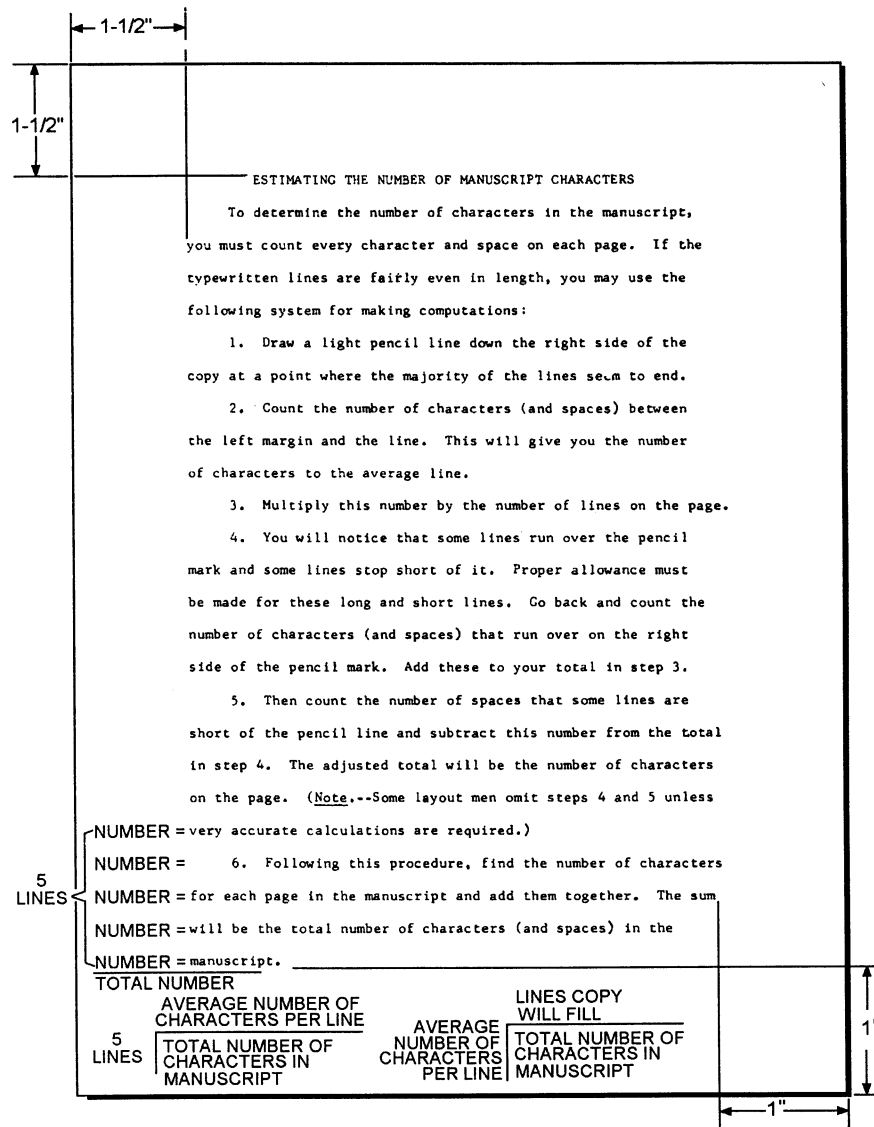 1-1/2"
1-1/2"
ESTIMATING THE NUMBER OF MANUSCRIPT CHARACTERS
To determine the number of characters in the manuscript,
you must count every character and space on each page. If the
typewritten lines are fairly even in length, you may use the
following system for making computations:
1. Draw a light pencil line down the right side of the
copy at a point where the majority of the lines seem to end.
2. Count the number of characters (and spaces) between
the left margin and the line. This will give you the number
of characters to the average line.
3. Multiply this number by the number of lines on the page.
4. You will notice that some lines run over the pencil
mark and some lines stop short of it. Proper allowance must
be made for these long and short lines. Go back and count the
number of characters (and spaces) that run over on the right
side of the pencil mark. Add these to your total in step 3.
5. Then count the number of spaces that some lines are
short of the pencil line and subtract this number from the total
in step 4. The adjusted total will be the number of characters
on the page. (Note.--Some layout men omit steps 4 and 5 unless
NUMBER = very accurate calculations are required.)
NUMBER = 6. Following this procedure, find the number of characters
5
LINES
NUMBER = for each page in the manuscript and add them together. The sum
NUMBER = will be the total number of characters (and spaces) in the
NUMBER = manuscript.
TOTAL NUMBER
AVERAGE NUMBER OF
CHARACTERS PER LINE
5
LINES
TOTAL NUMBER OF
CHARACTERS IN
MANUSCRIPT
LINES COPY
WILL FILL
AVERAGE
NUMBER OF
CHARACTERS
PER LINE
TOTAL NUMBER OF
CHARACTERS IN
MANUSCRIPT
1"
1"